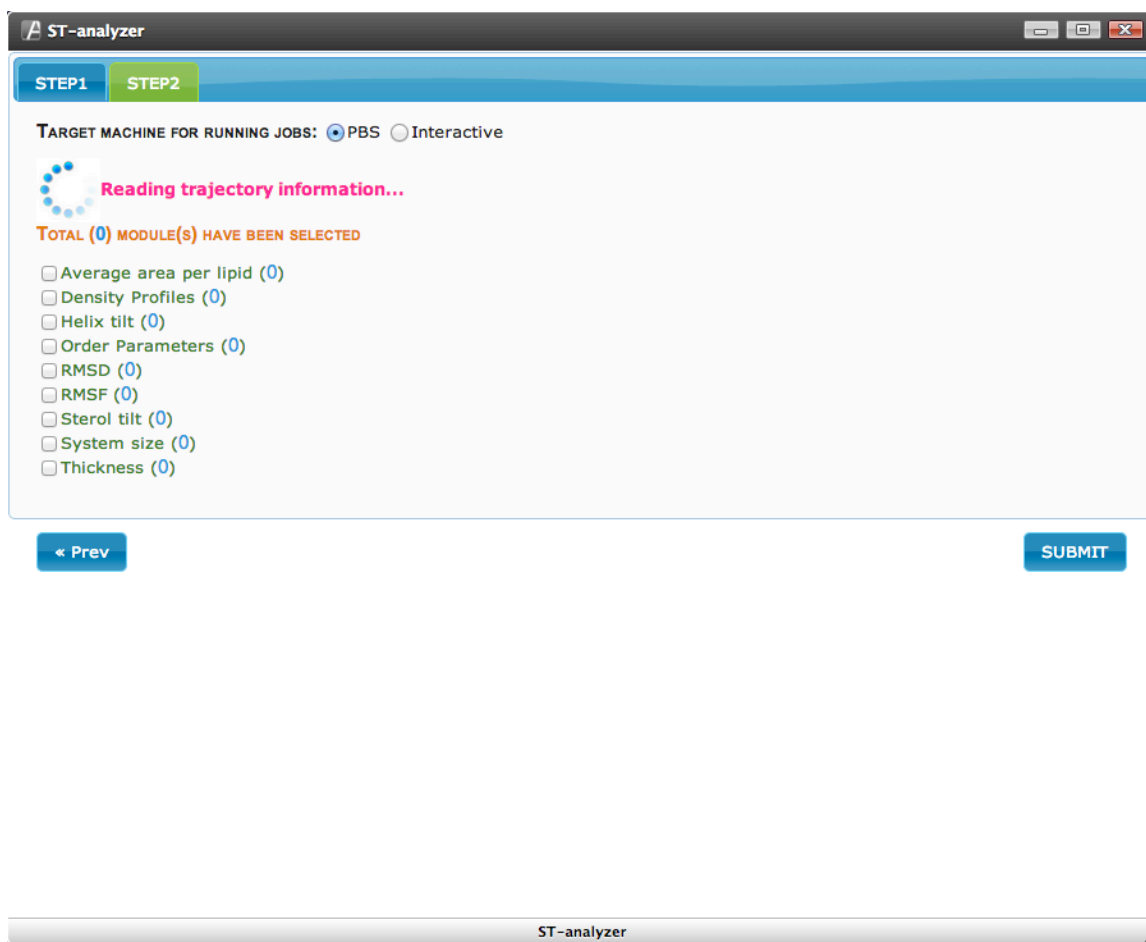 ST-analyzer
STEP1 STEP2
TARGET MACHINE FOR RUNNING JOBS: PBS Interactive
Reading trajectory information...
TOTAL (0) MODULE(S) HAVE BEEN SELECTED
Average area per lipid (0)
Density Profiles (0)
Helix tilt (0)
Order Parameters (0)
RMSD (0)
RMSF (0)
Sterol tilt (0)
System size (0)
Thickness (0)
« Prev SUBMIT
ST-analyzer